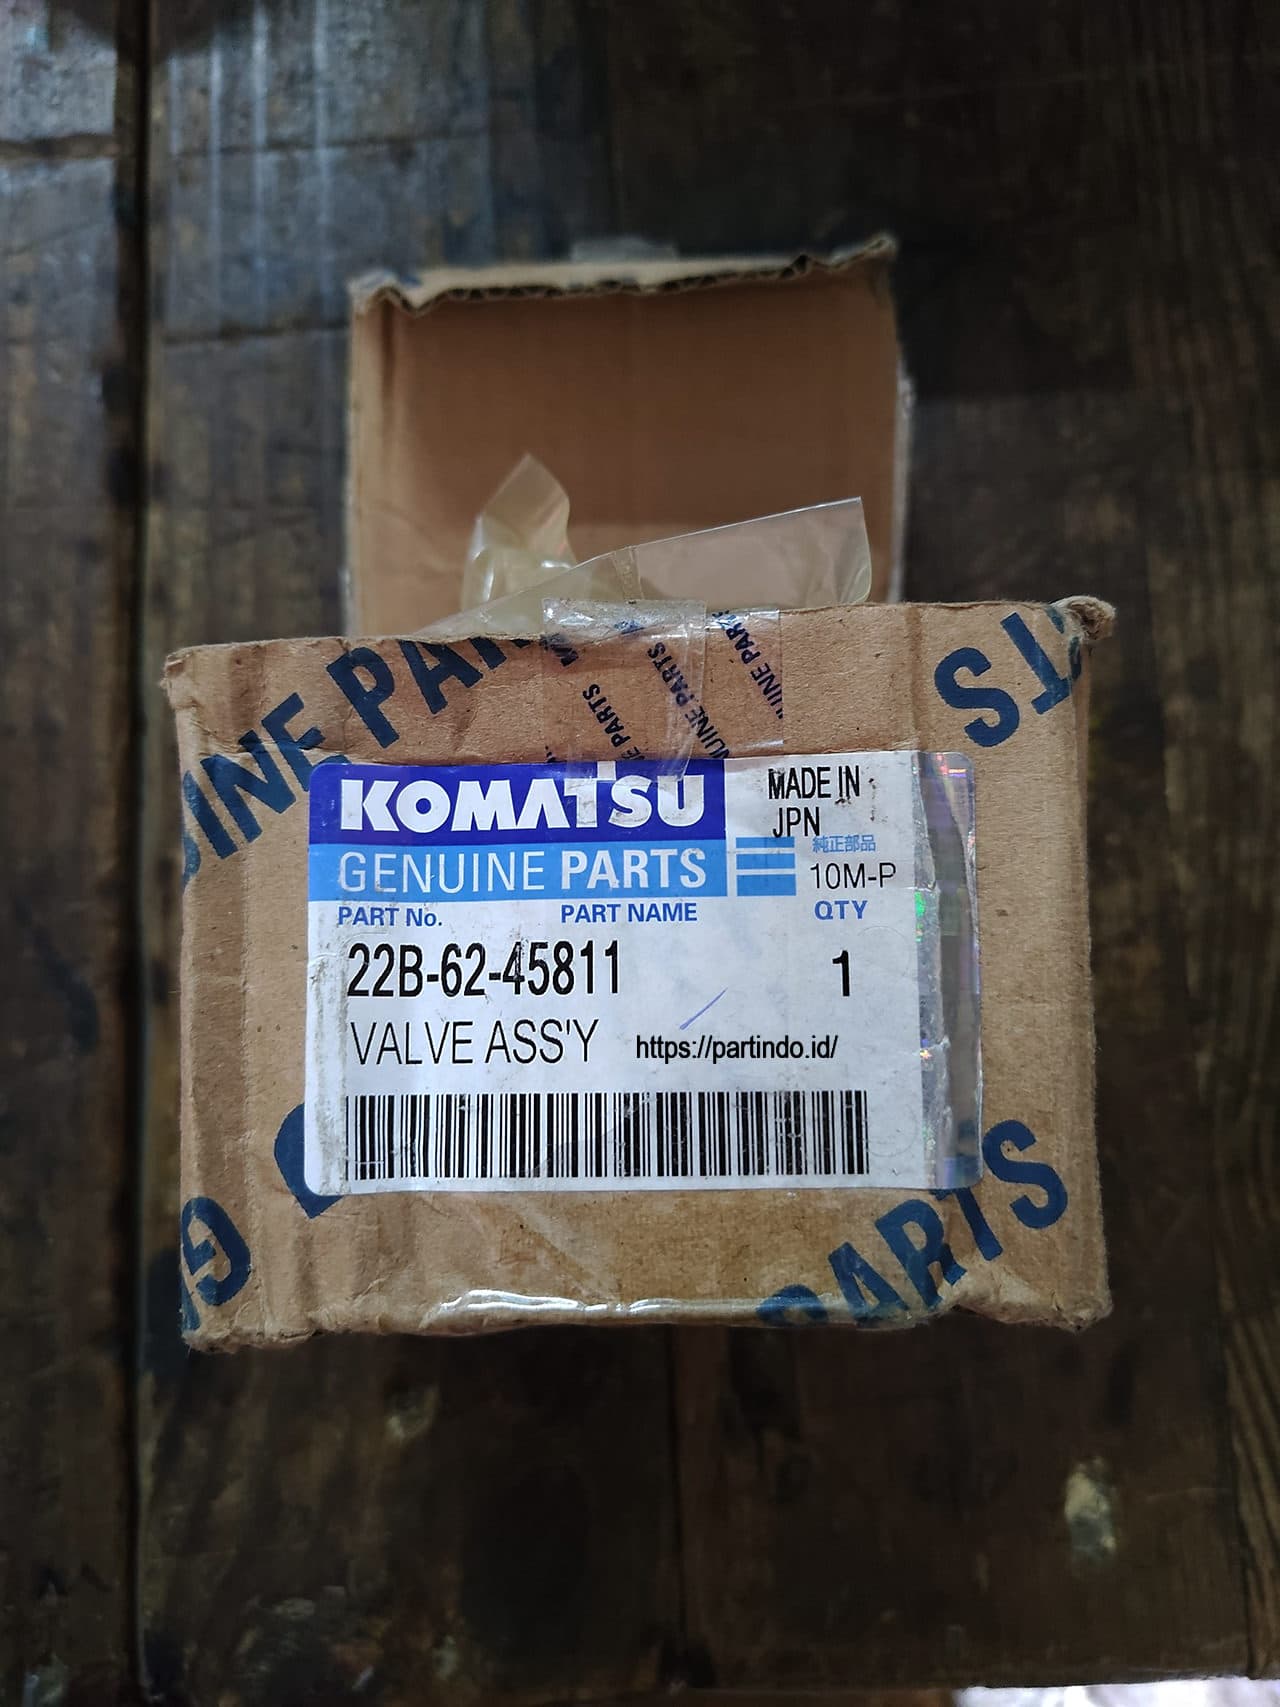 GENUINE PARTS
TS
GENUINE PARTS
KOMATSU
MADE IN
JPN
GENUINE PARTS
純正部品
10M-P
PART No.
PART NAME
QTY
22B-62-45811
1
VALVE ASS'Y
https://partindo.id/
PARTS